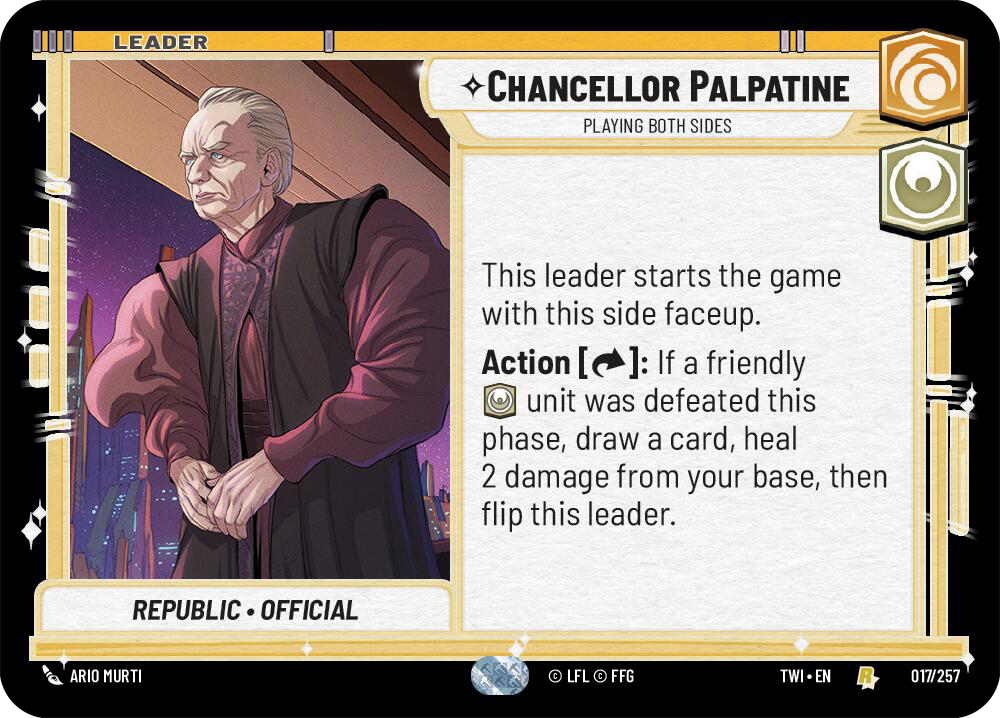 LEADER
CHANCELLOR PALPATINE
PLAYING BOTH SIDES
This leader starts the game
with this side faceup.
Action [ ]: If a friendly
unit was defeated this
phase, draw a card, heal
2 damage from your base, then
flip this leader.
REPUBLIC • OFFICIAL
ARIO MURTI
© LFL © FFG
TWI • EN
R
017/257